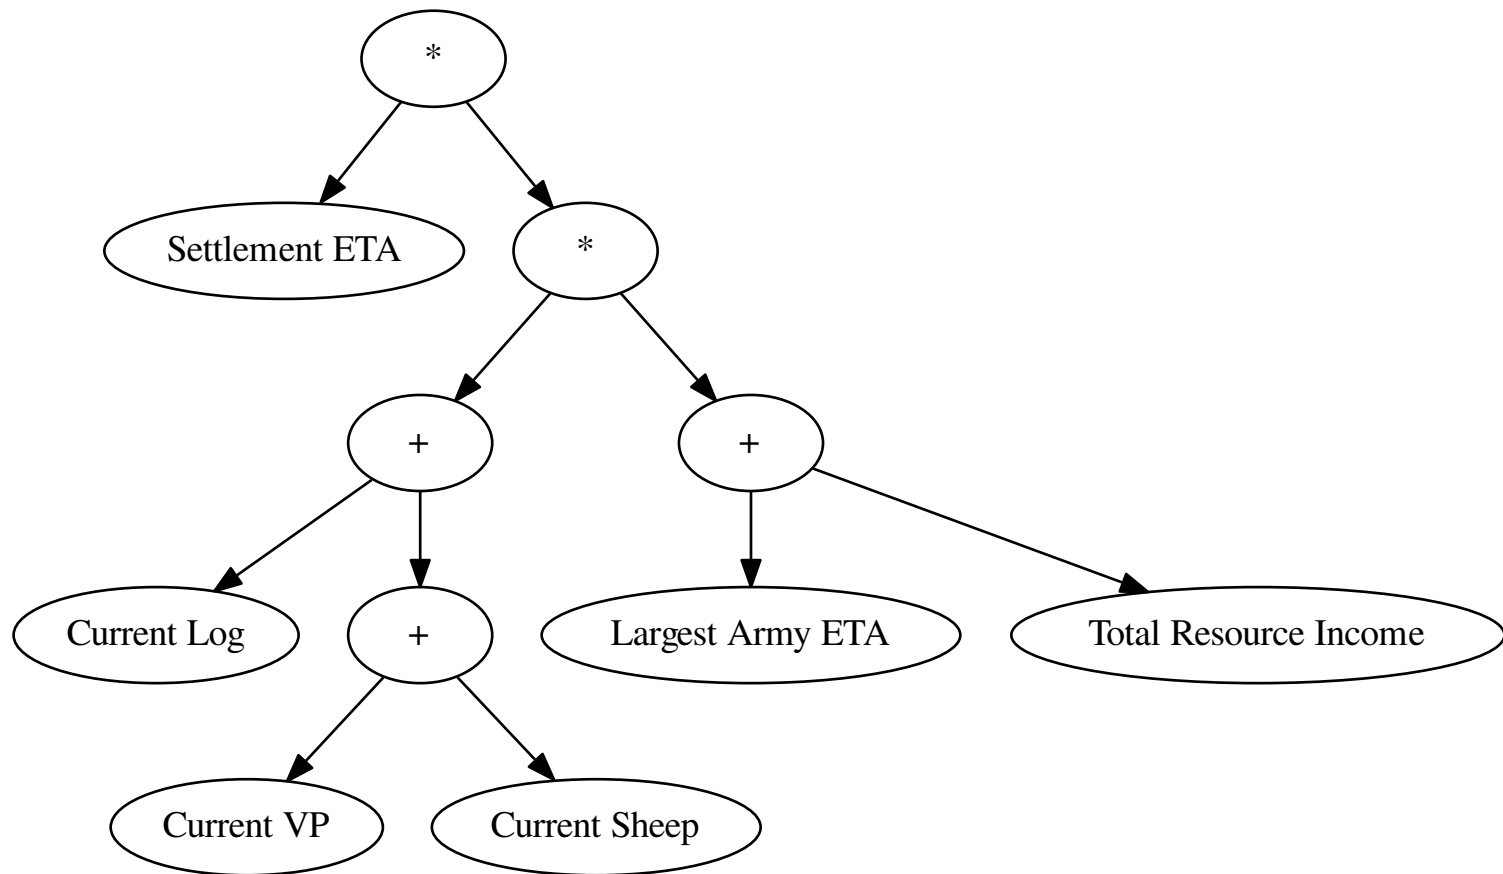 *
Settlement ETA
*
+
+
Current Log
+
Largest Army ETA
Total Resource Income
Current VP
Current Sheep